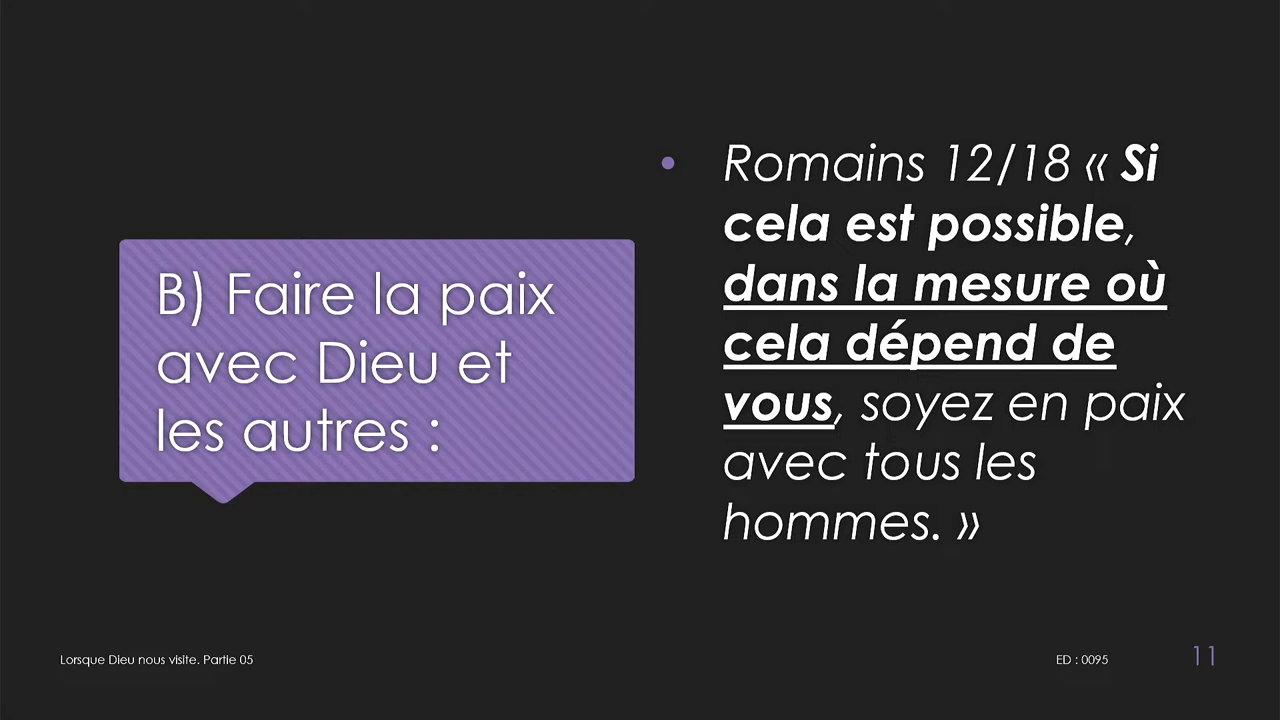 B) Faire la paix
avec Dieu et
les autres :
• Romains 12/18 « Si
cela est possible,
dans la mesure où
cela dépend de
vous, soyez en paix
avec tous les
hommes. »
Lorsque Dieu nous visite. Partie 05
ED : 0095
11